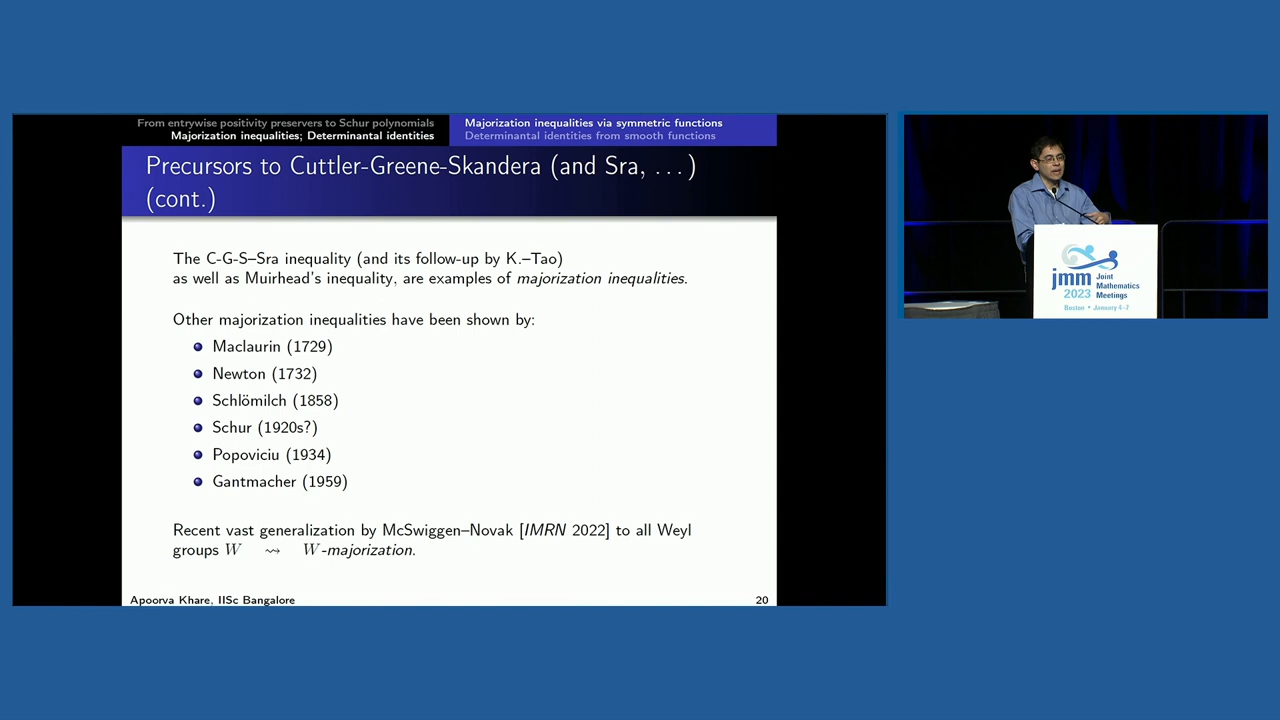 From entrywise positivity preservers to Schur polynomials
Majorization inequalities; Determinantal identities
Majorization inequalities via symmetric functions
Determinantal identities from smooth functions
Precursors to Cuttler-Greene-Skandera (and Sra, ...)
(cont.)
The C-G-S–Sra inequality (and its follow-up by K.–Tao)
as well as Muirhead's inequality, are examples of majorization inequalities.
Other majorization inequalities have been shown by:
Maclaurin (1729)
Newton (1732)
Schlömilch (1858)
Schur (1920s?)
Popoviciu (1934)
Gantmacher (1959)
Recent vast generalization by McSwiggen–Novak [IMRN 2022] to all Weyl
groups W ⇝ W-majorization.
Apoorva Khare, IISc Bangalore
20
jmm
2023
Joint
Mathematics
Meetings
Boston • January 4-7